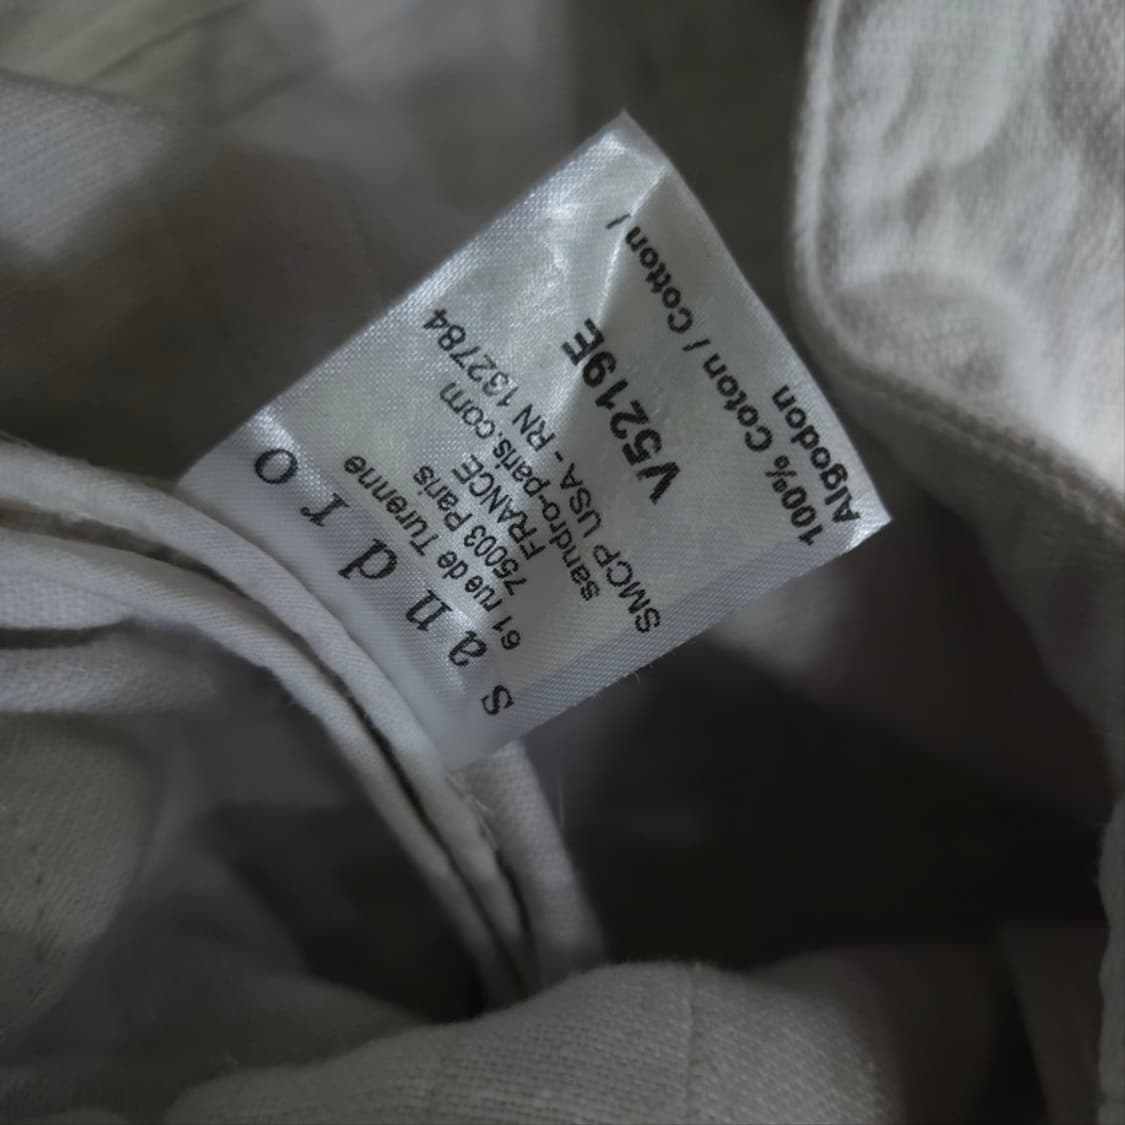 sandro
61 rue de Turenne
75003 Paris
FRANCE
sandro-paris.com
SMCP USA - RN 132784
V5219E
100% Coton / Cotton /
Algodon